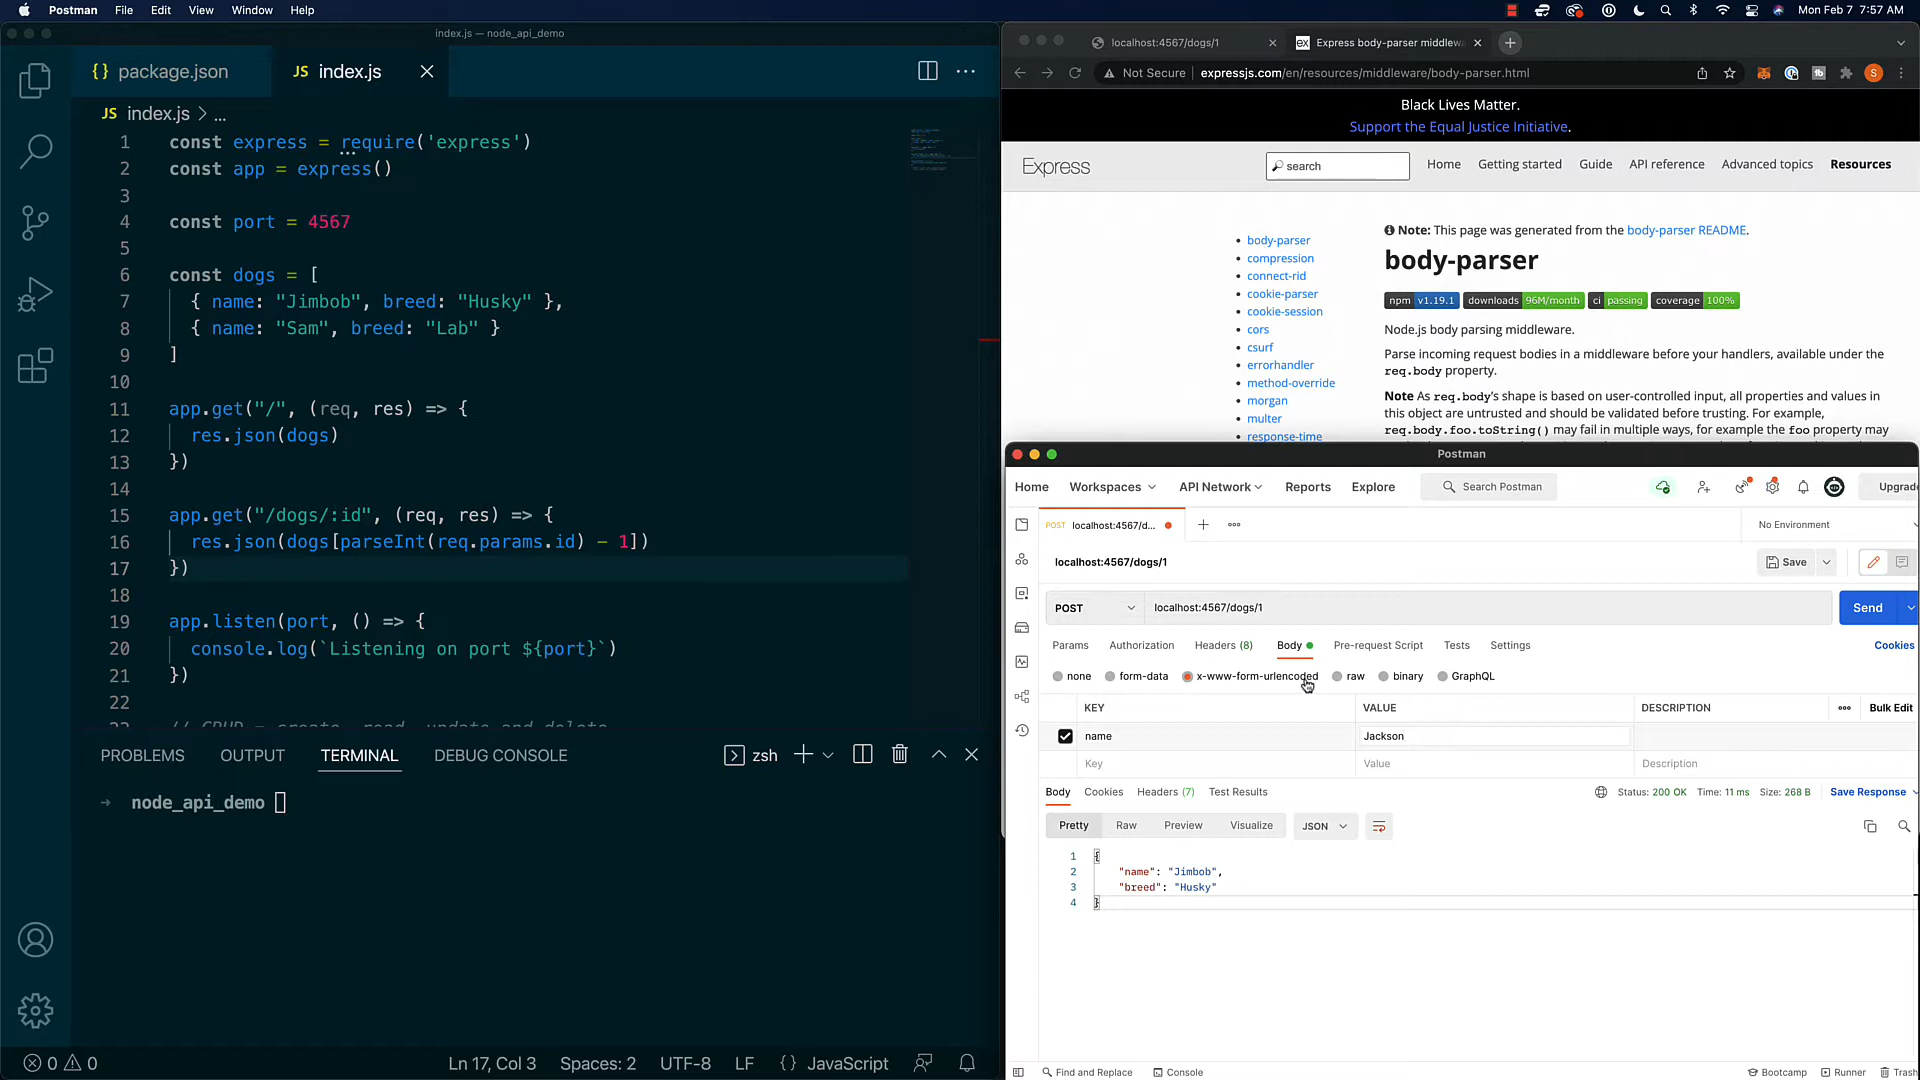 Postman File Edit View Window Help
Mon Feb 7 7:57 AM
index.js — node_api_demo
{} package.json
JS index.js
JS index.js > ...
1 const express = require('express')
2 const app = express()
3
4 const port = 4567
5
6 const dogs = [
7 { name: "Jimbob", breed: "Husky" },
8 { name: "Sam", breed: "Lab" }
9 ]
10
11 app.get("/", (req, res) => {
12 res.json(dogs)
13 })
14
15 app.get("/dogs/:id", (req, res) => {
16 res.json(dogs[parseInt(req.params.id) - 1])
17 })
18
19 app.listen(port, () => {
20 console.log(`Listening on port ${port}`)
21 })
22
23 // CRUD = create, read, update and delete
PROBLEMS OUTPUT TERMINAL DEBUG CONSOLE
zsh
→ node_api_demo
0 0
Ln 17, Col 3 Spaces: 2 UTF-8 LF {} JavaScript
localhost:4567/dogs/1
ex Express body-parser middlew
Not Secure | expressjs.com/en/resources/middleware/body-parser.html
S
Black Lives Matter.
Support the Equal Justice Initiative.
Express
search
Home Getting started Guide API reference Advanced topics Resources
body-parser
compression
connect-rid
cookie-parser
cookie-session
cors
csurf
errorhandler
method-override
morgan
multer
response-time
Note: This page was generated from the body-parser README.
body-parser
npm v1.19.1 downloads 96M/month ci passing coverage 100%
Node.js body parsing middleware.
Parse incoming request bodies in a middleware before your handlers, available under the
req.body property.
Note As req.body's shape is based on user-controlled input, all properties and values in
this object are untrusted and should be validated before trusting. For example,
req.body.foo.toString() may fail in multiple ways, for example the foo property may
Postman
Home Workspaces API Network Reports Explore
Search Postman
Upgrade
POST localhost:4567/d...
No Environment
localhost:4567/dogs/1
Save
POST
localhost:4567/dogs/1
Send
Params Authorization Headers (8) Body Pre-request Script Tests Settings
Cookies
none form-data x-www-form-urlencoded raw binary GraphQL
KEY VALUE DESCRIPTION Bulk Edit
name Jackson
Key Value Description
Body Cookies Headers (7) Test Results
Status: 200 OK Time: 11 ms Size: 268 B Save Response
Pretty Raw Preview Visualize JSON
1 {
2 "name": "Jimbob",
3 "breed": "Husky"
4 }
Find and Replace Console
Bootcamp Runner Trash